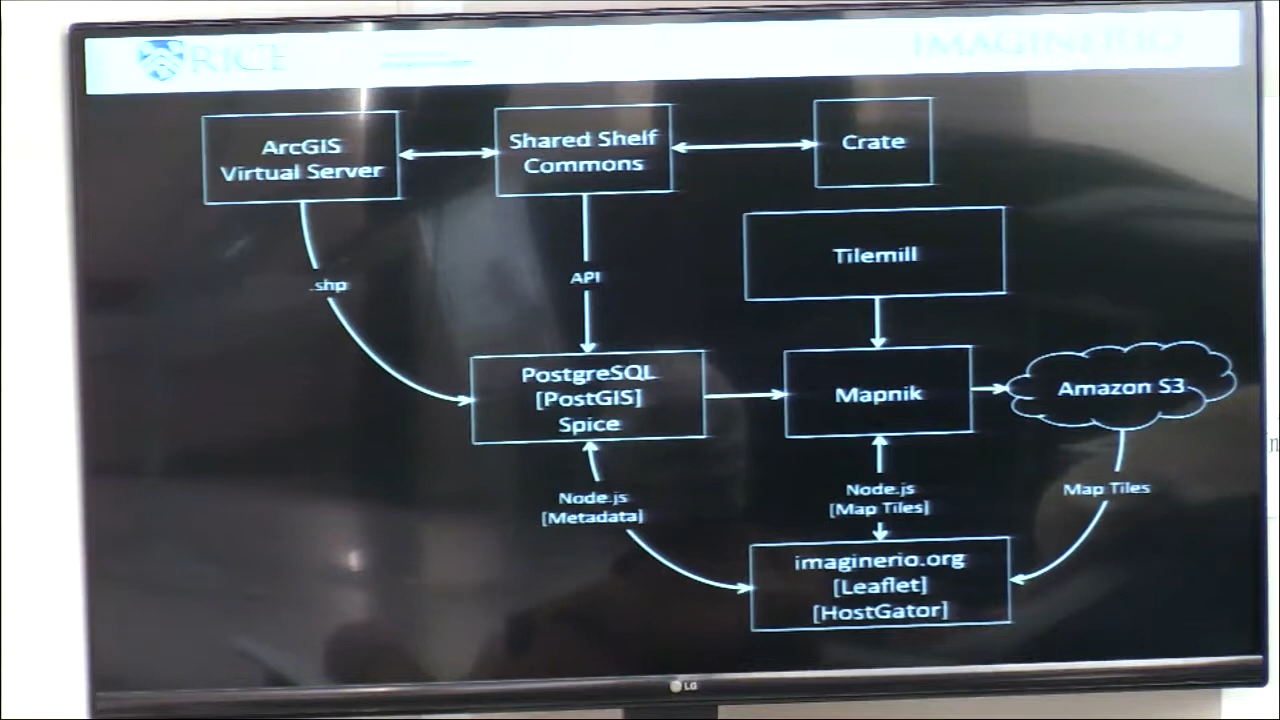 RICE
IMAGINERIO
ArcGIS
Virtual Server
Shared Shelf
Commons
Crate
Tilemill
.shp
API
PostgreSQL
[PostGIS]
Spice
Mapnik
Amazon S3
Node.js
[Metadata]
Node.js
[Map Tiles]
Map Tiles
imaginerio.org
[Leaflet]
[HostGator]
LG